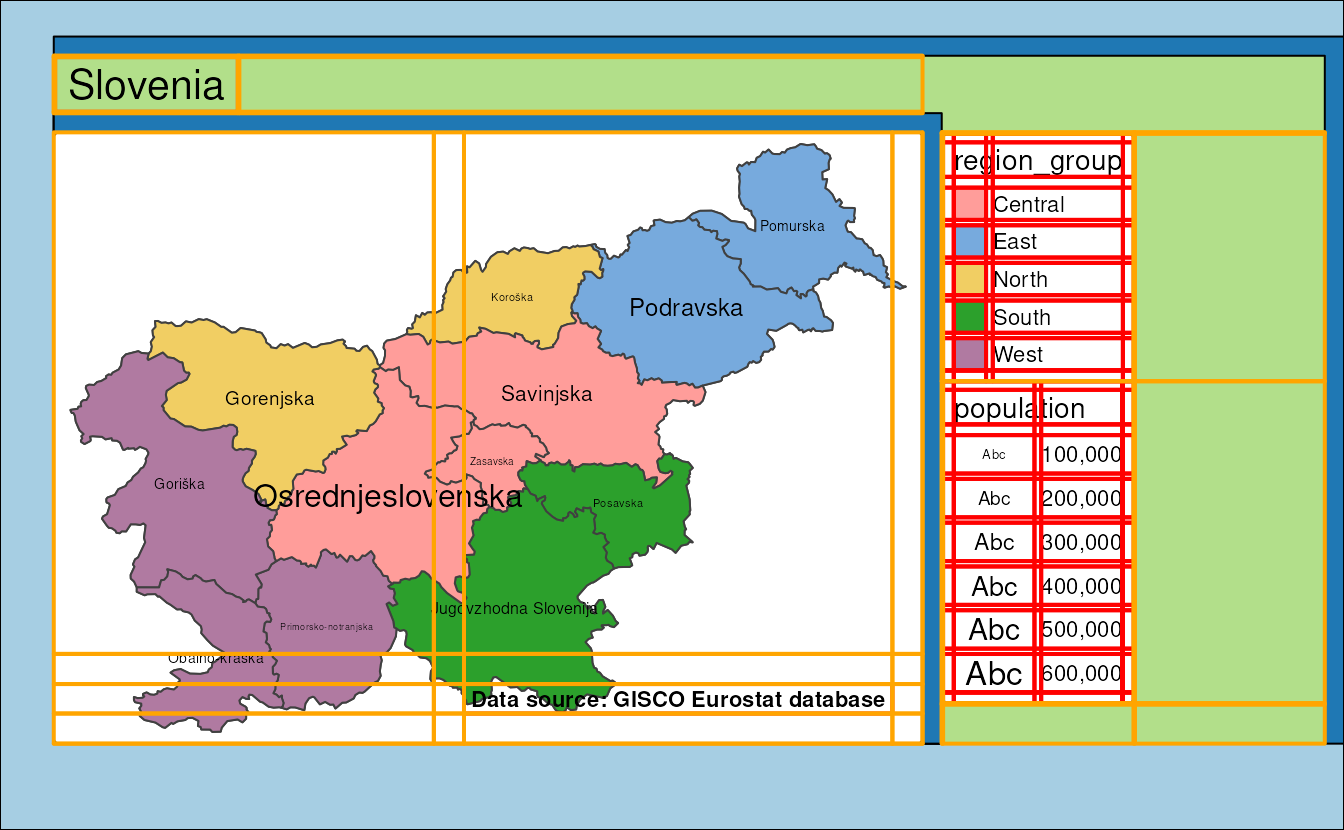 Slovenia
Pomurska
Koroška
Podravska
Gorenjska
Savinjska
Zasavska
Goriška
Osrednjeslovenska
Posavska
Jugovzhodna Slovenija
Primorsko-notranjska
Obalno-kraška
Data source: GISCO Eurostat database
region_group
Central
East
North
South
West
population
Abc 100,000
Abc 200,000
Abc 300,000
Abc 400,000
Abc 500,000
Abc 600,000